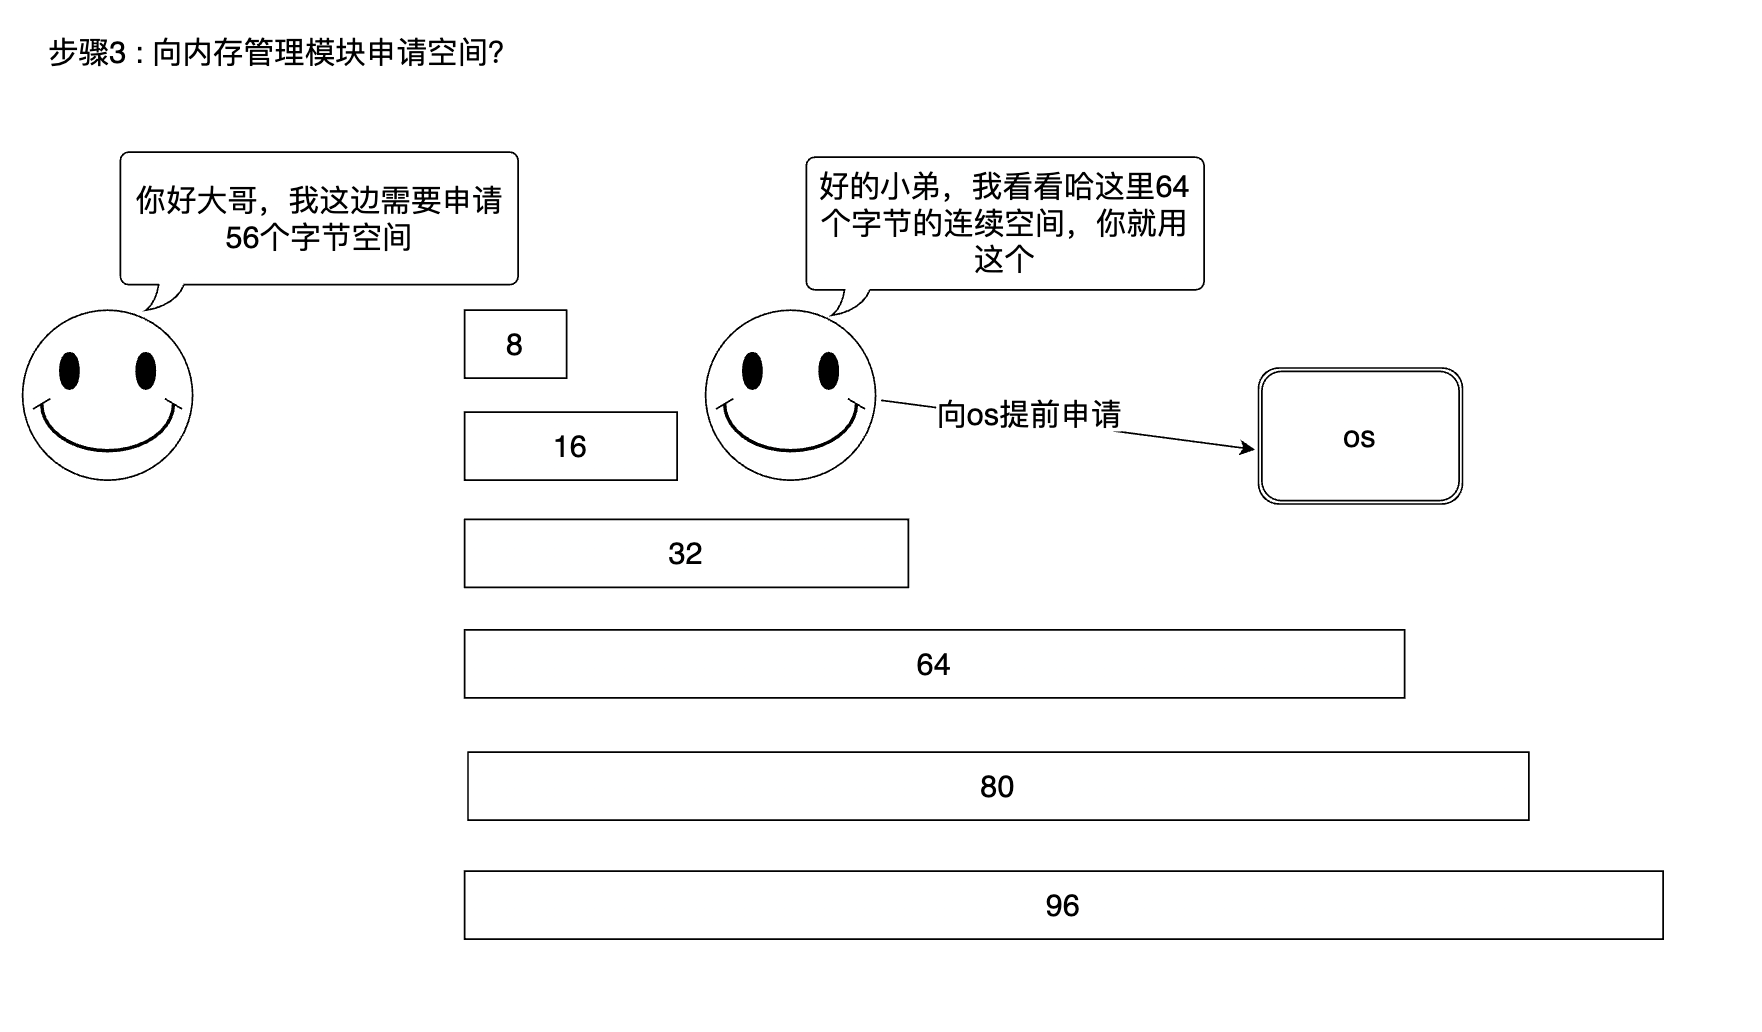 步骤3：向内存管理模块申请空间?
你好大哥，我这边需要申请
56个字节空间
好的小弟，我看看哈这里64
个字节的连续空间，你就用
这个
8
16
向os提前申请
os
32
64
80
96